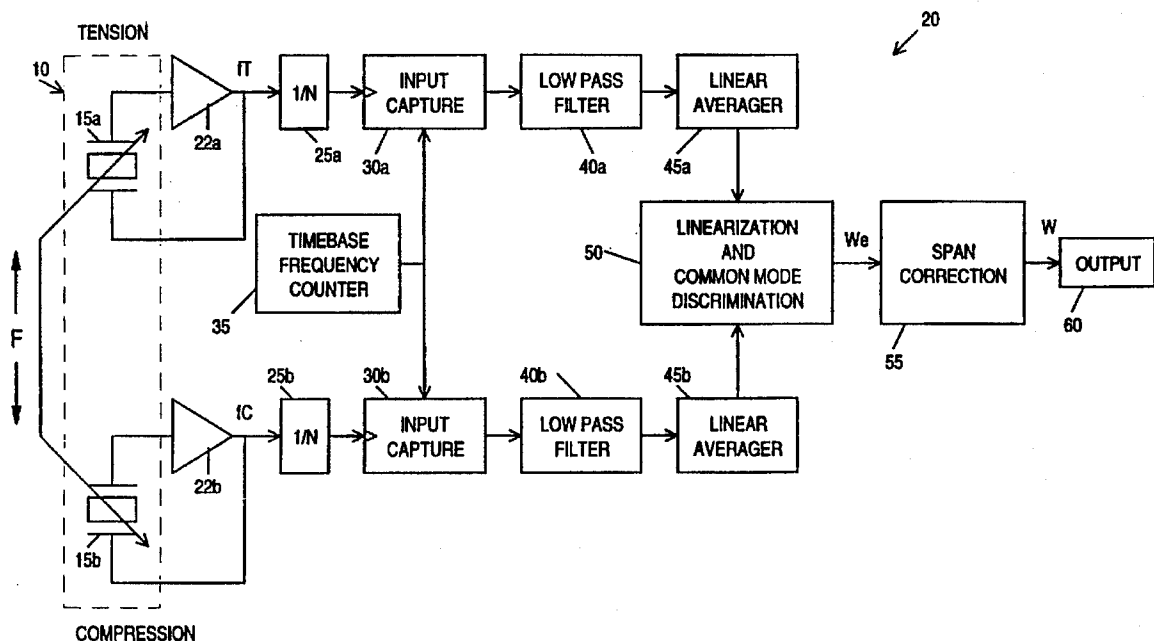 TENSION
20
10
fT
15a
22a
1/N
25a
INPUT
CAPTURE
30a
LOW PASS
FILTER
40a
LINEAR
AVERAGER
45a
TIMEBASE
FREQUENCY
COUNTER
35
LINEARIZATION
AND
COMMON MODE
DISCRIMINATION
50
We
SPAN
CORRECTION
55
W
OUTPUT
60
F
25b
30b
40b
45b
fC
22b
1/N
INPUT
CAPTURE
LOW PASS
FILTER
LINEAR
AVERAGER
15b
COMPRESSION